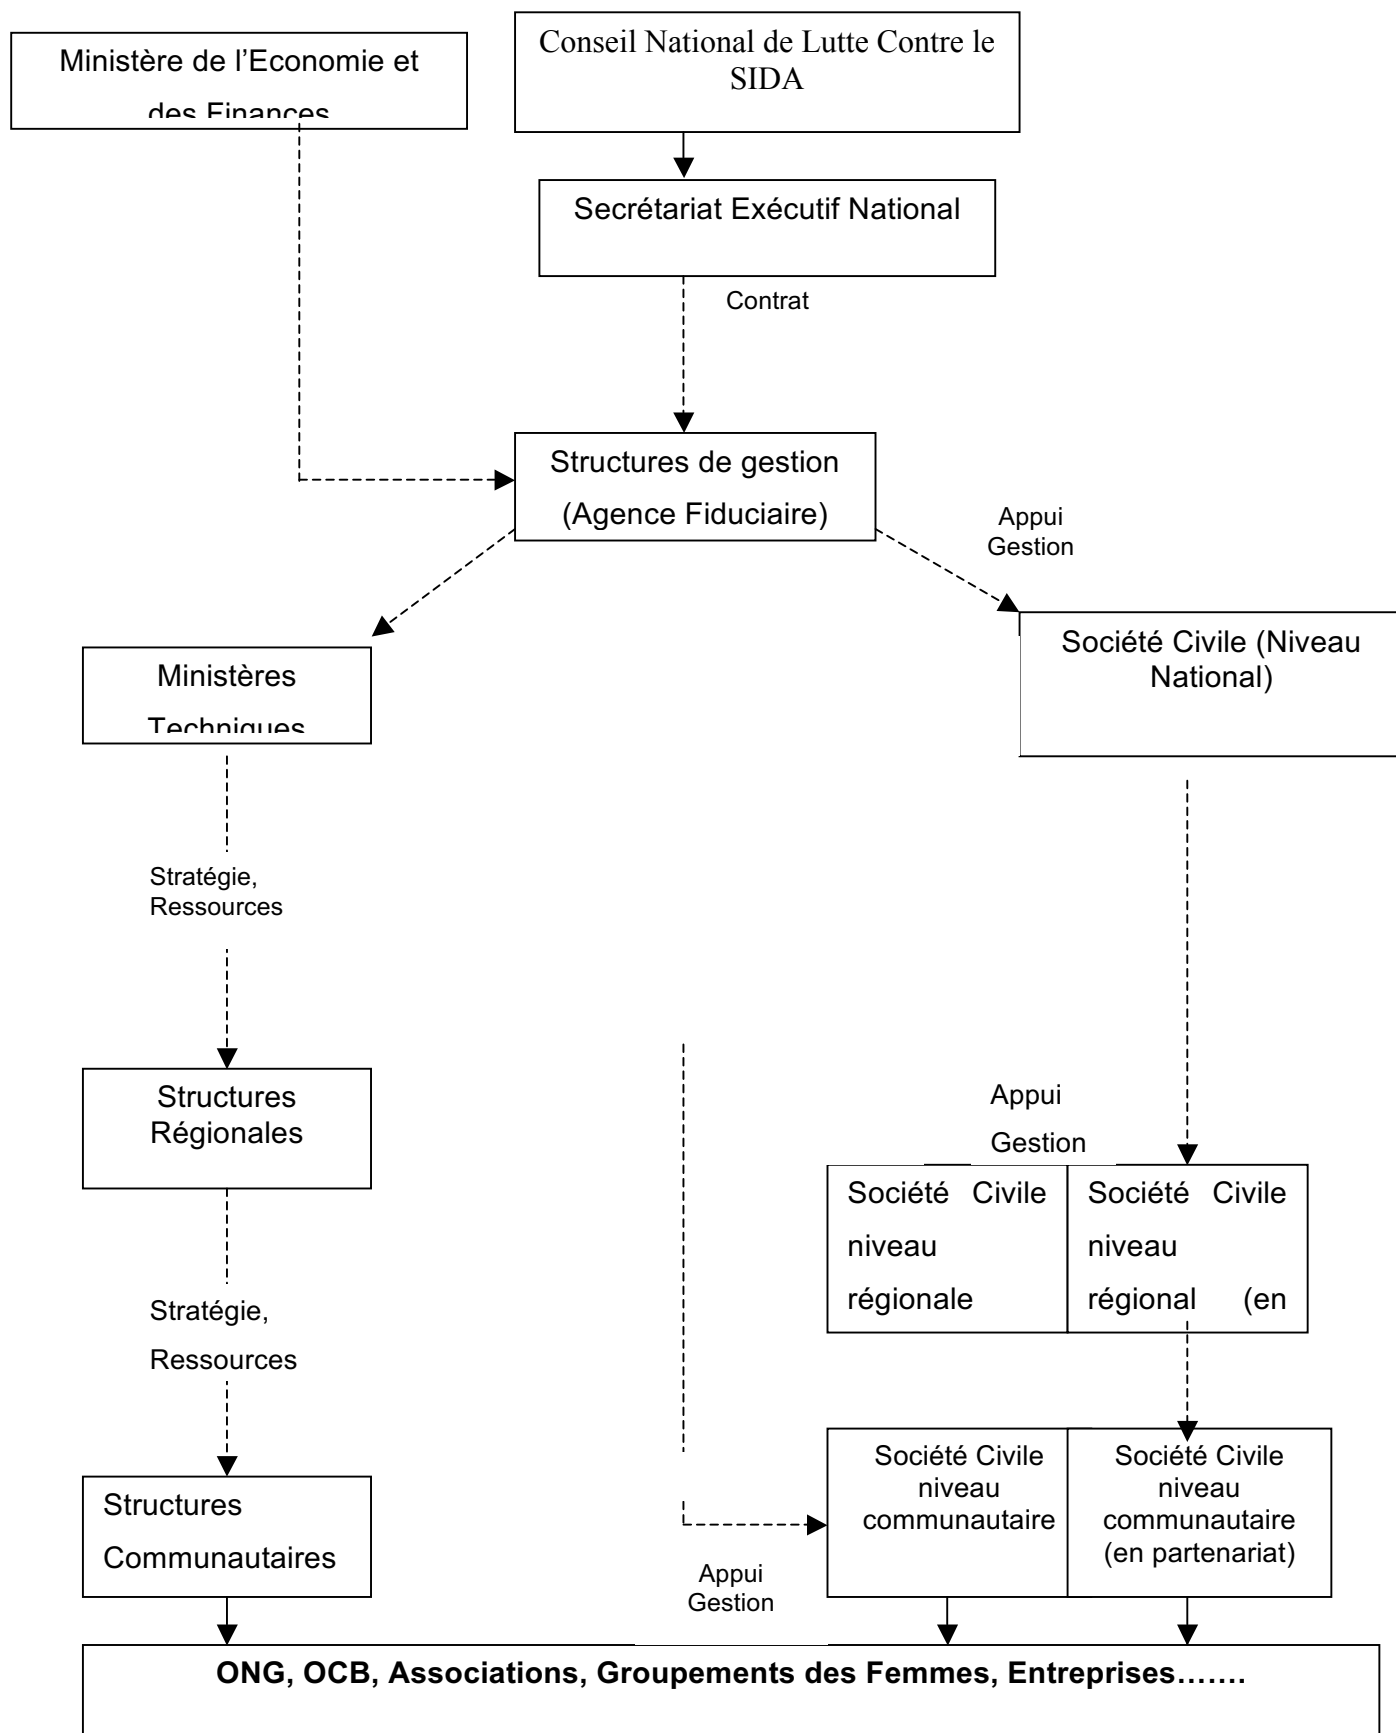 Ministère de l’Economie et
des Finances
Conseil National de Lutte Contre le
SIDA
Secrétariat Exécutif National
Contrat
Structures de gestion
(Agence Fiduciaire)
Appui
Gestion
Ministères
Techniques
Société Civile (Niveau
National)
Stratégie,
Ressources
Structures
Régionales
Appui
Gestion
Société Civile
niveau
régionale
Société Civile
niveau
régional (en
Stratégie,
Ressources
Structures
Communautaires
Société Civile
niveau
communautaire
Société Civile
niveau
communautaire
(en partenariat)
Appui
Gestion
ONG, OCB, Associations, Groupements des Femmes, Entreprises…….